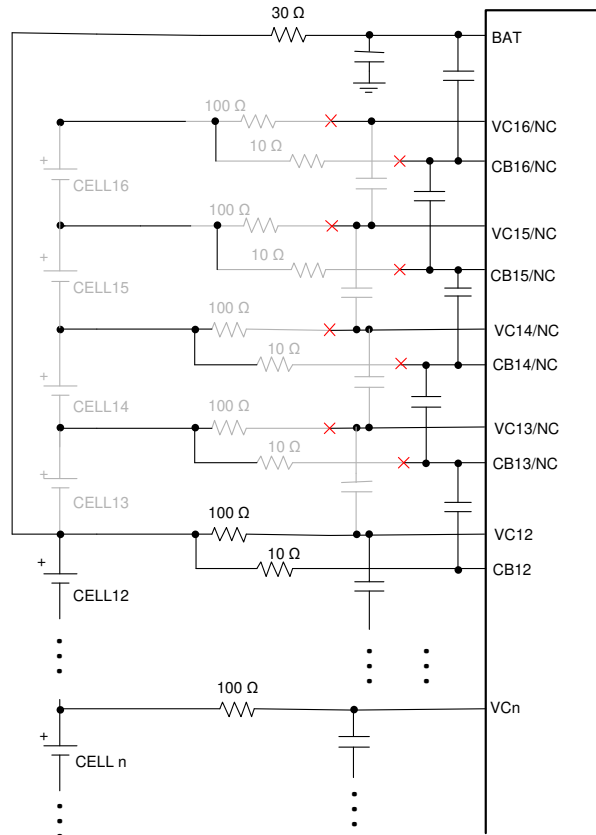 30 Ω
BAT
100 Ω
VC16/NC
10 Ω
CB16/NC
+
CELL16
100 Ω
VC15/NC
10 Ω
CB15/NC
+
CELL15
100 Ω
VC14/NC
10 Ω
CB14/NC
+
CELL14
100 Ω
VC13/NC
10 Ω
CB13/NC
+
CELL13
100 Ω
VC12
10 Ω
CB12
+
CELL12
100 Ω
VCn
+
CELL n